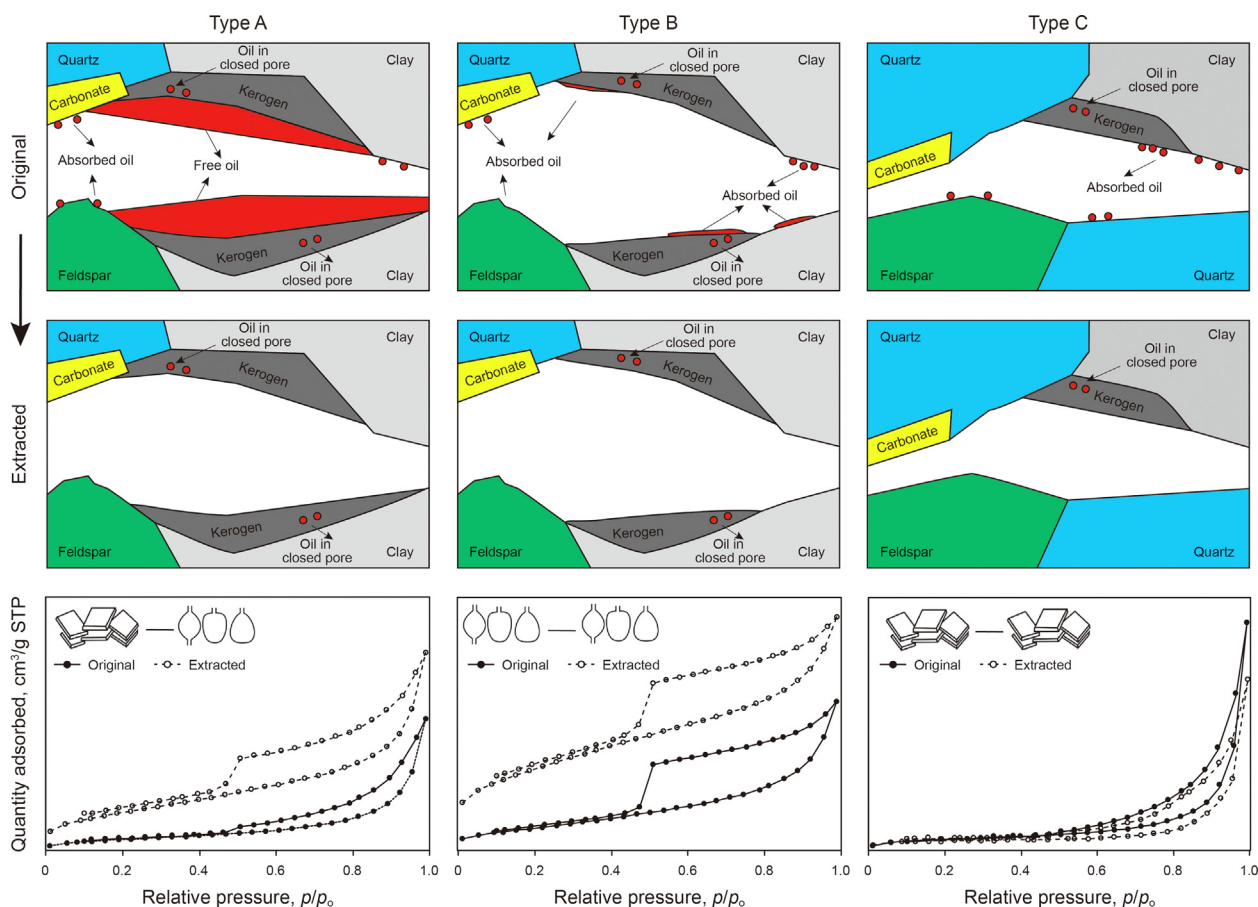 Type A
Type B
Type C
Original
Extracted
Quartz
Oil in
closed pore
Clay
Carbonate
Kerogen
Absorbed oil
Free oil
Kerogen
Oil in
closed pore
Feldspar
Clay
Quartz
Oil in
closed pore
Clay
Carbonate
Kerogen
Absorbed oil
Absorbed oil
Kerogen
Oil in
closed pore
Feldspar
Clay
Quartz
Clay
Oil in
closed pore
Kerogen
Carbonate
Absorbed oil
Feldspar
Quartz
Quartz
Oil in
closed pore
Clay
Carbonate
Kerogen
Kerogen
Oil in
closed pore
Feldspar
Clay
Quartz
Oil in
closed pore
Clay
Carbonate
Kerogen
Kerogen
Oil in
closed pore
Feldspar
Clay
Quartz
Clay
Oil in
closed pore
Kerogen
Carbonate
Feldspar
Quartz
Quantity adsorbed, cm³/g STP
Original Extracted
0 0.2 0.4 0.6 0.8 1.0
Relative pressure, p/pₒ
Original Extracted
0 0.2 0.4 0.6 0.8 1.0
Relative pressure, p/pₒ
Original Extracted
0 0.2 0.4 0.6 0.8 1.0
Relative pressure, p/pₒ